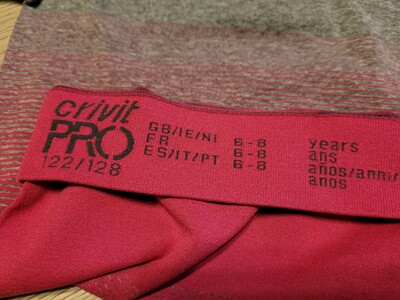 crivit
PRO
122/128
GB/IE/NI 6-8 years
FR 6-8 ans
ES/IT/PT 6-8 años/anni/
anos